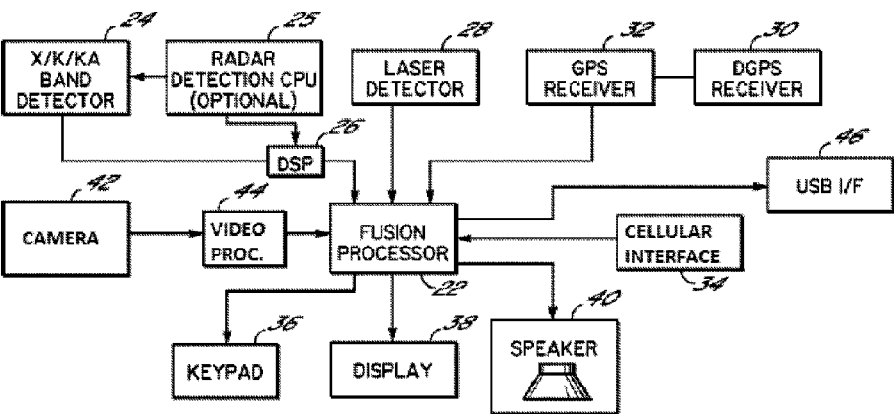 24
X/K/KA
BAND
DETECTOR
25
RADAR
DETECTION CPU
(OPTIONAL)
28
LASER
DETECTOR
32
GPS
RECEIVER
30
DGPS
RECEIVER
26
DSP
46
USB I/F
42
CAMERA
44
VIDEO
PROC.
FUSION
PROCESSOR
22
CELLULAR
INTERFACE
34
36
KEYPAD
38
DISPLAY
40
SPEAKER